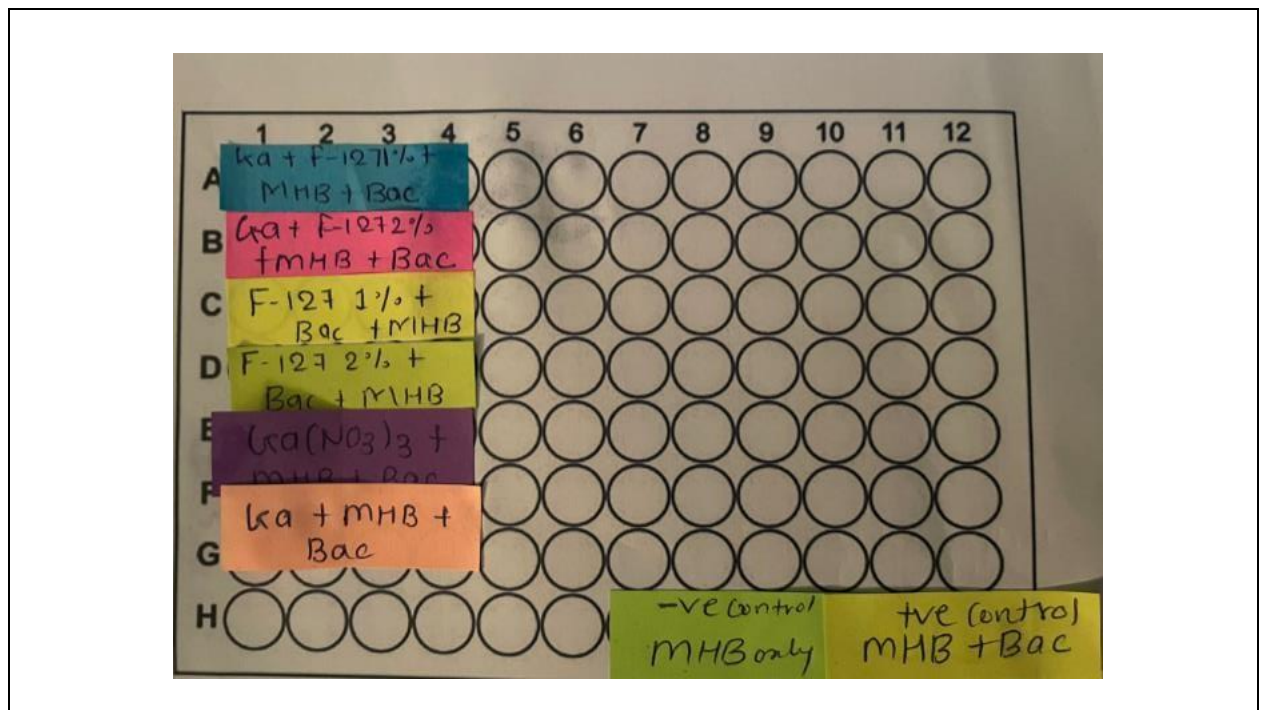 1 2 3 4 5 6 7 8 9 10 11 12
A
Ga + F-127 1% +
MHB + Bac
B
Ga + F-127 2%
+ MHB + Bac
C
F-127 1% +
Bac + MHB
D
F-127 2% +
Bac + MHB
E
Ga(NO3)3 +
MHB + Bac
F
Ga + MHB +
Bac
G
H
-ve control
MHB only
+ve control
MHB + Bac